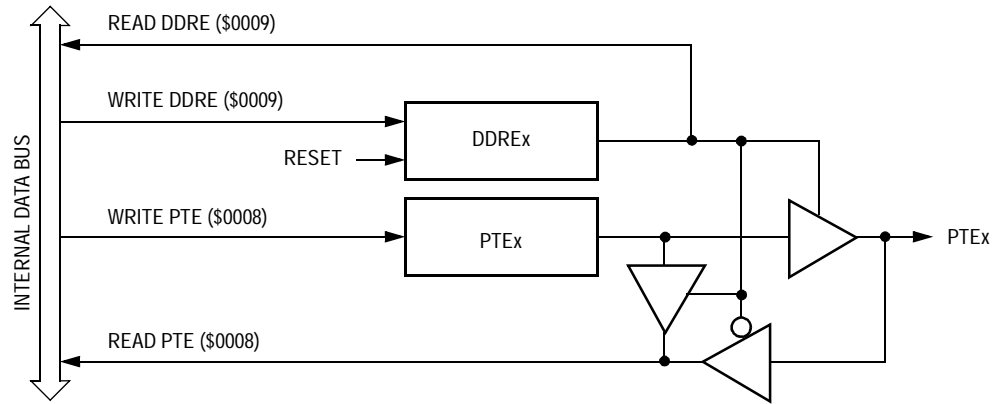 READ DDRE ($0009)
WRITE DDRE ($0009)
DDREx
RESET
WRITE PTE ($0008)
PTEx
PTEx
READ PTE ($0008)
INTERNAL DATA BUS